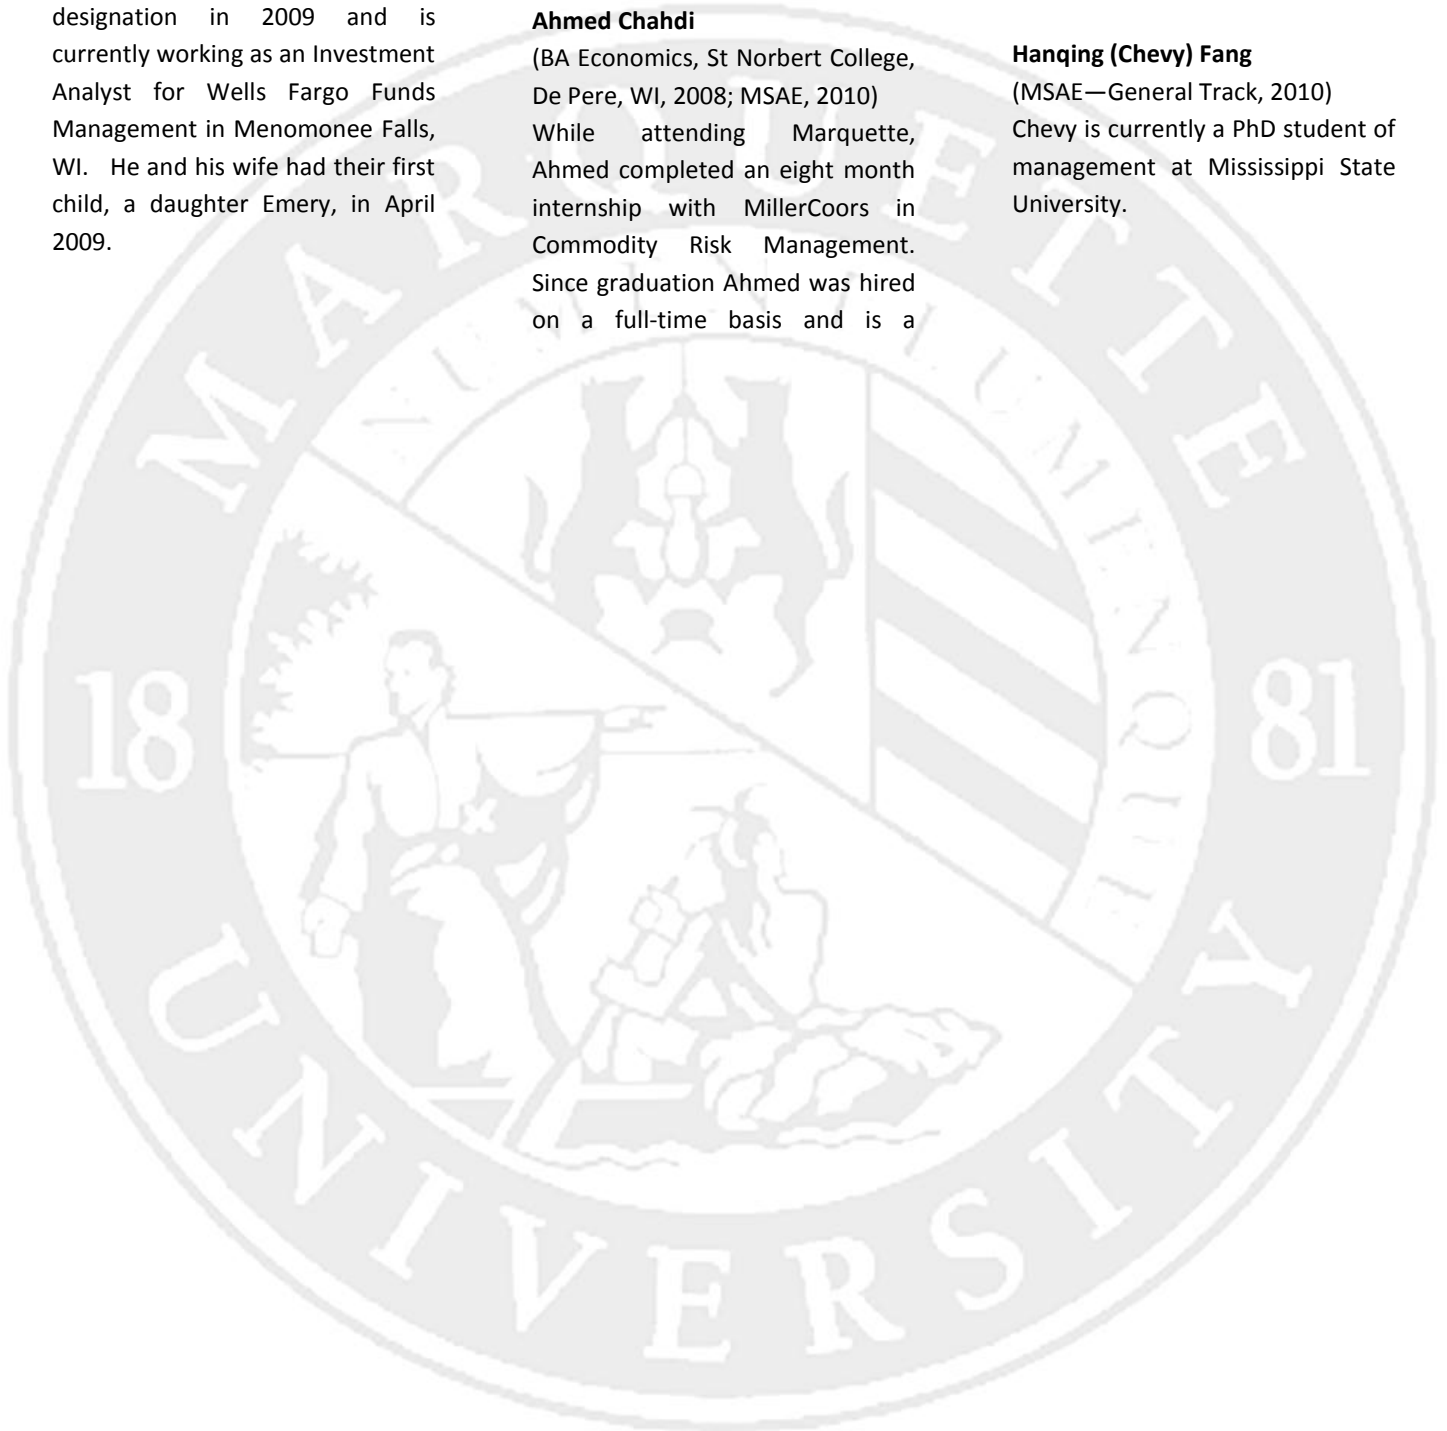 designation in 2009 and is
currently working as an Investment
Analyst for Wells Fargo Funds
Management in Menomonee Falls,
WI. He and his wife had their first
child, a daughter Emery, in April
2009.
Ahmed Chahdi
(BA Economics, St Norbert College,
De Pere, WI, 2008; MSAE, 2010)
While attending Marquette,
Ahmed completed an eight month
internship with MillerCoors in
Commodity Risk Management.
Since graduation Ahmed was hired
on a full-time basis and is a
Hanqing (Chevy) Fang
(MSAE—General Track, 2010)
Chevy is currently a PhD student of
management at Mississippi State
University.
MARQUETTE
UNIVERSITY
18 81